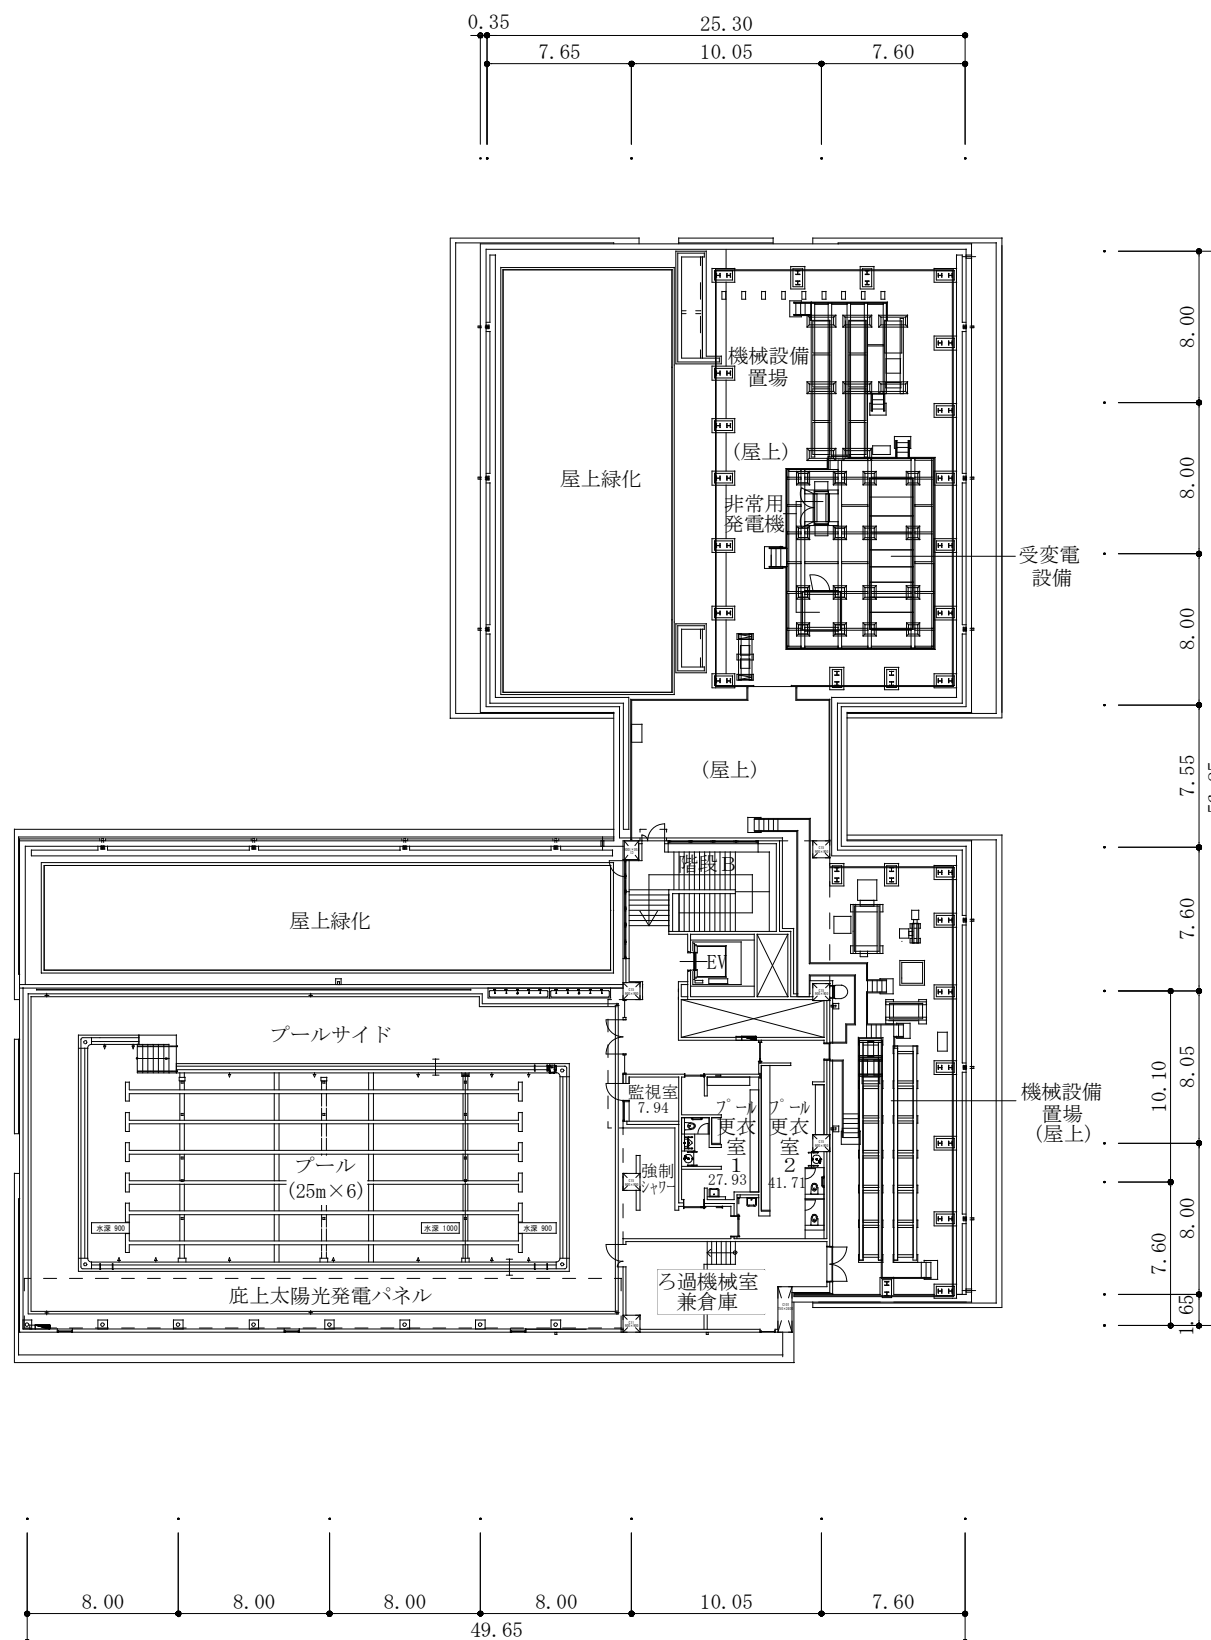 0.35
25.30
7.65
10.05
7.60
8.00
機械設備
置場
(屋上)
屋上緑化
8.00
非常用
発電機
受変電
設備
8.00
(屋上)
7.55
階段B
屋上緑化
EV
7.60
プールサイド
監視室
7.94
プール
更衣
室
1
27.93
プール
更衣
室
2
41.71
機械設備
置場
(屋上)
10.10
8.05
プール
(25m×6)
強制
シャワー
水深 900
水深 1000
水深 900
7.60
8.00
庇上太陽光発電パネル
ろ過機械室
兼倉庫
1.65
8.00
8.00
8.00
8.00
10.05
7.60
49.65